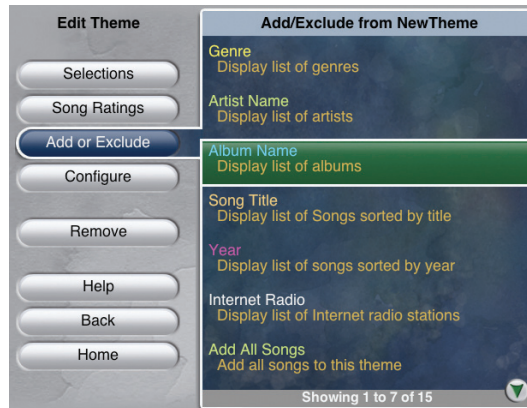 Edit Theme
Selections
Song Ratings
Add or Exclude
Configure
Remove
Help
Back
Home
Add/Exclude from NewTheme
Genre
Display list of genres
Artist Name
Display list of artists
Album Name
Display list of albums
Song Title
Display list of Songs sorted by title
Year
Display list of songs sorted by year
Internet Radio
Display list of Internet radio stations
Add All Songs
Add all songs to this theme
Showing 1 to 7 of 15